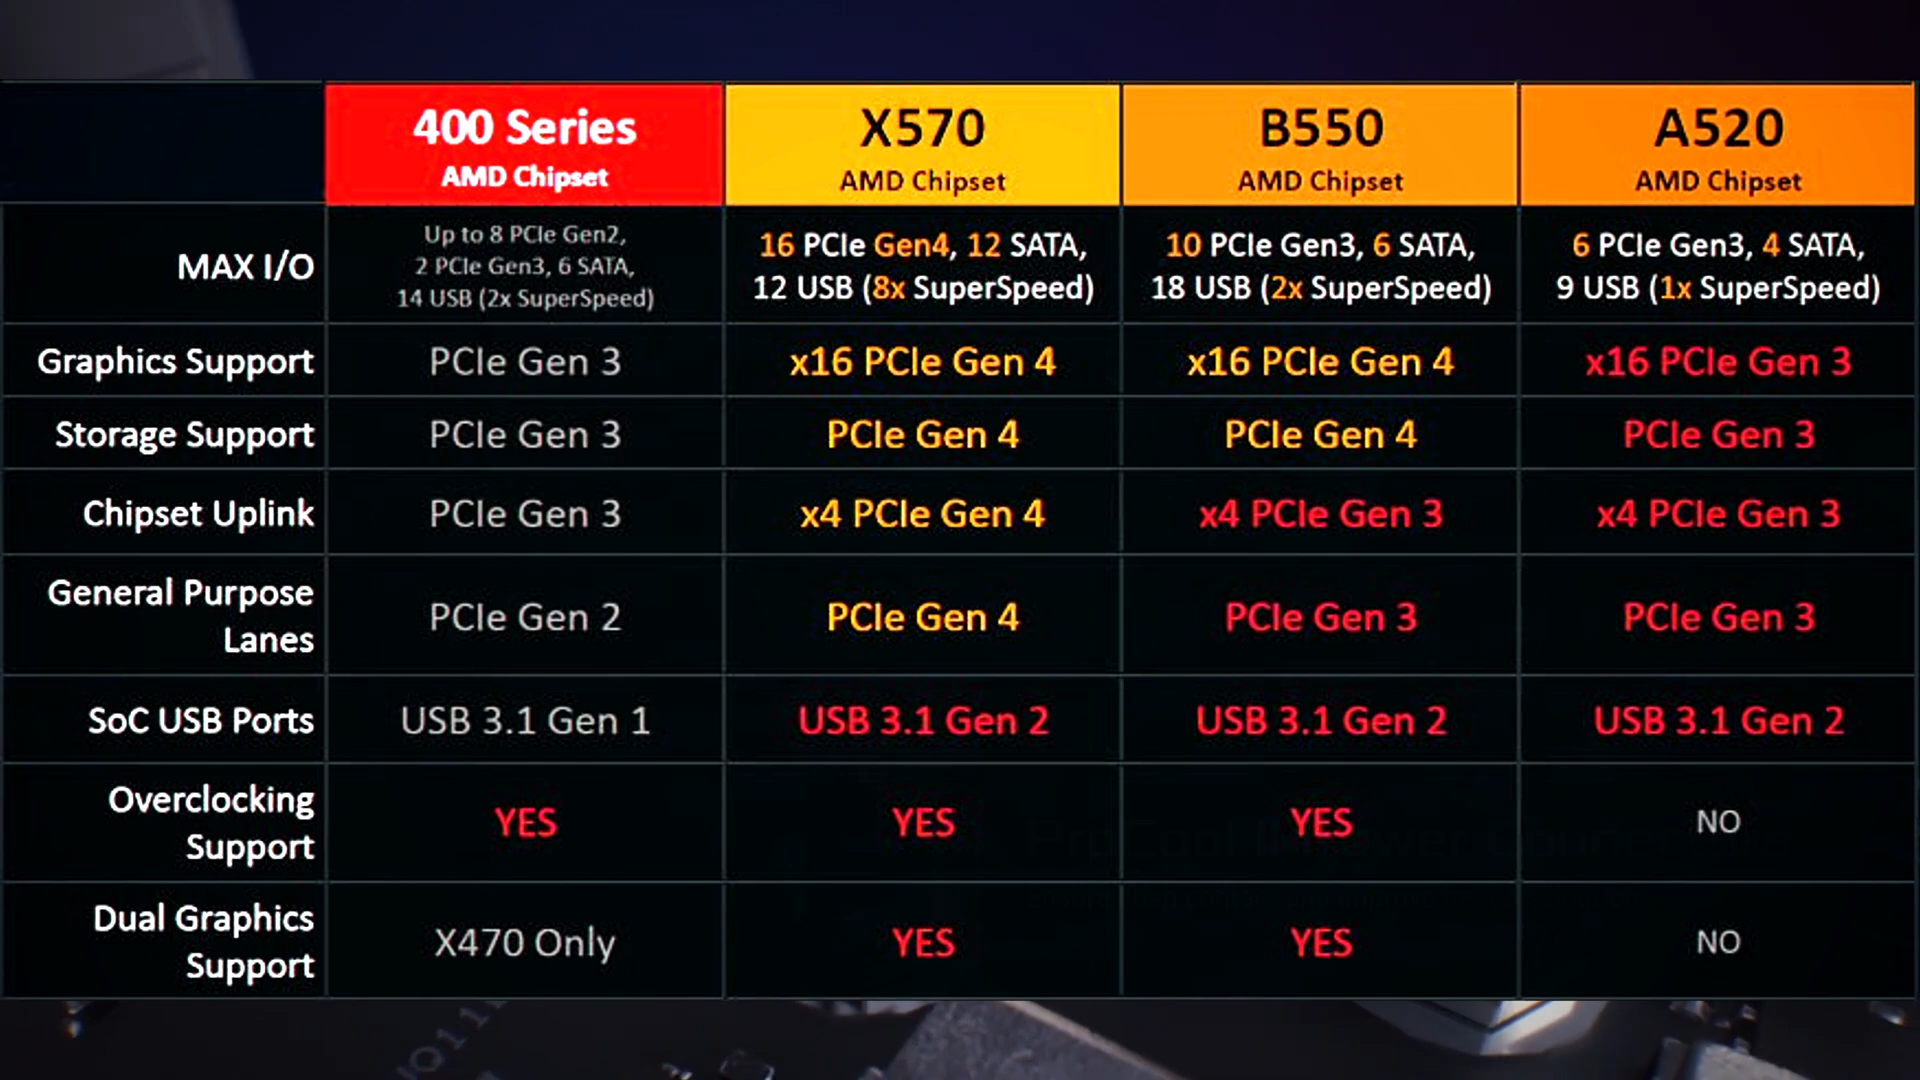 400 Series
AMD Chipset
X570
AMD Chipset
B550
AMD Chipset
A520
AMD Chipset
MAX I/O
Up to 8 PCIe Gen2,
2 PCIe Gen3, 6 SATA,
14 USB (2x SuperSpeed)
16 PCIe Gen4, 12 SATA,
12 USB (8x SuperSpeed)
10 PCIe Gen3, 6 SATA,
18 USB (2x SuperSpeed)
6 PCIe Gen3, 4 SATA,
9 USB (1x SuperSpeed)
Graphics Support
PCIe Gen 3
x16 PCIe Gen 4
x16 PCIe Gen 4
x16 PCIe Gen 3
Storage Support
PCIe Gen 3
PCIe Gen 4
PCIe Gen 4
PCIe Gen 3
Chipset Uplink
PCIe Gen 3
x4 PCIe Gen 4
x4 PCIe Gen 3
x4 PCIe Gen 3
General Purpose
Lanes
PCIe Gen 2
PCIe Gen 4
PCIe Gen 3
PCIe Gen 3
SoC USB Ports
USB 3.1 Gen 1
USB 3.1 Gen 2
USB 3.1 Gen 2
USB 3.1 Gen 2
Overclocking
Support
YES
YES
YES
NO
Dual Graphics
Support
X470 Only
YES
YES
NO